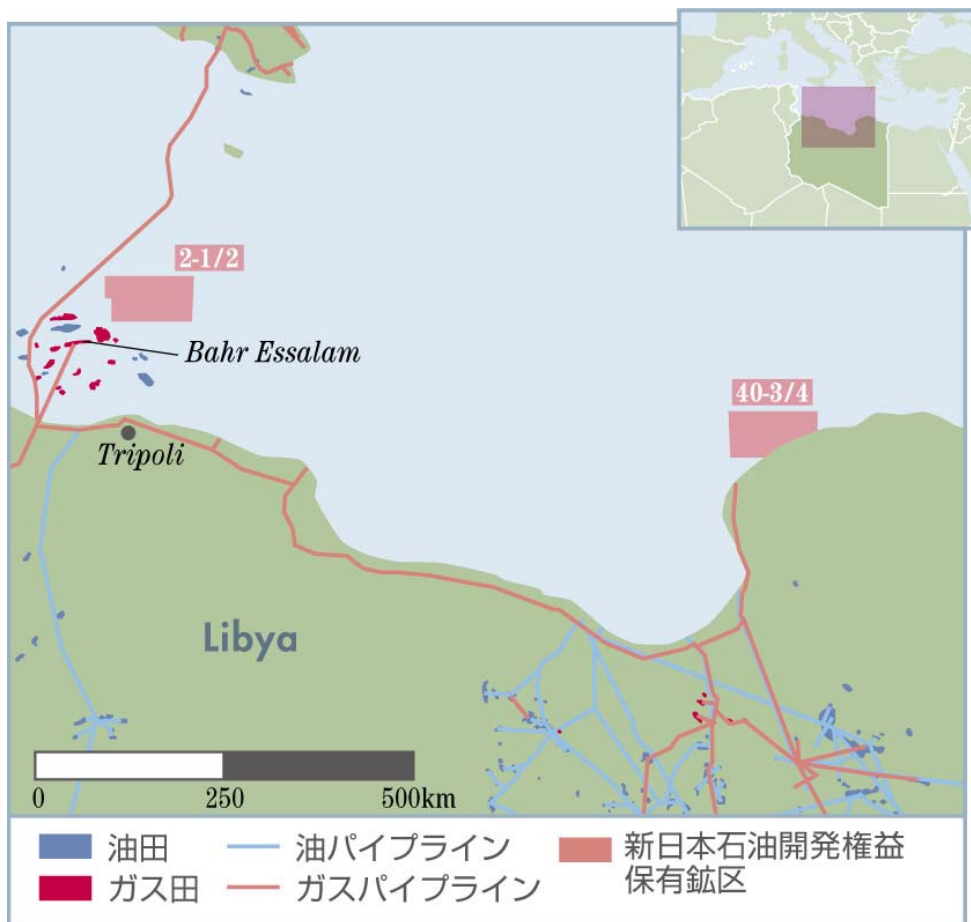 2-1/2
Bahr Essalam
40-3/4
Tripoli
Libya
0 250 500km
油田 油パイプライン 新日本石油開発権益
ガス田 ガスパイプライン 保有鉱区